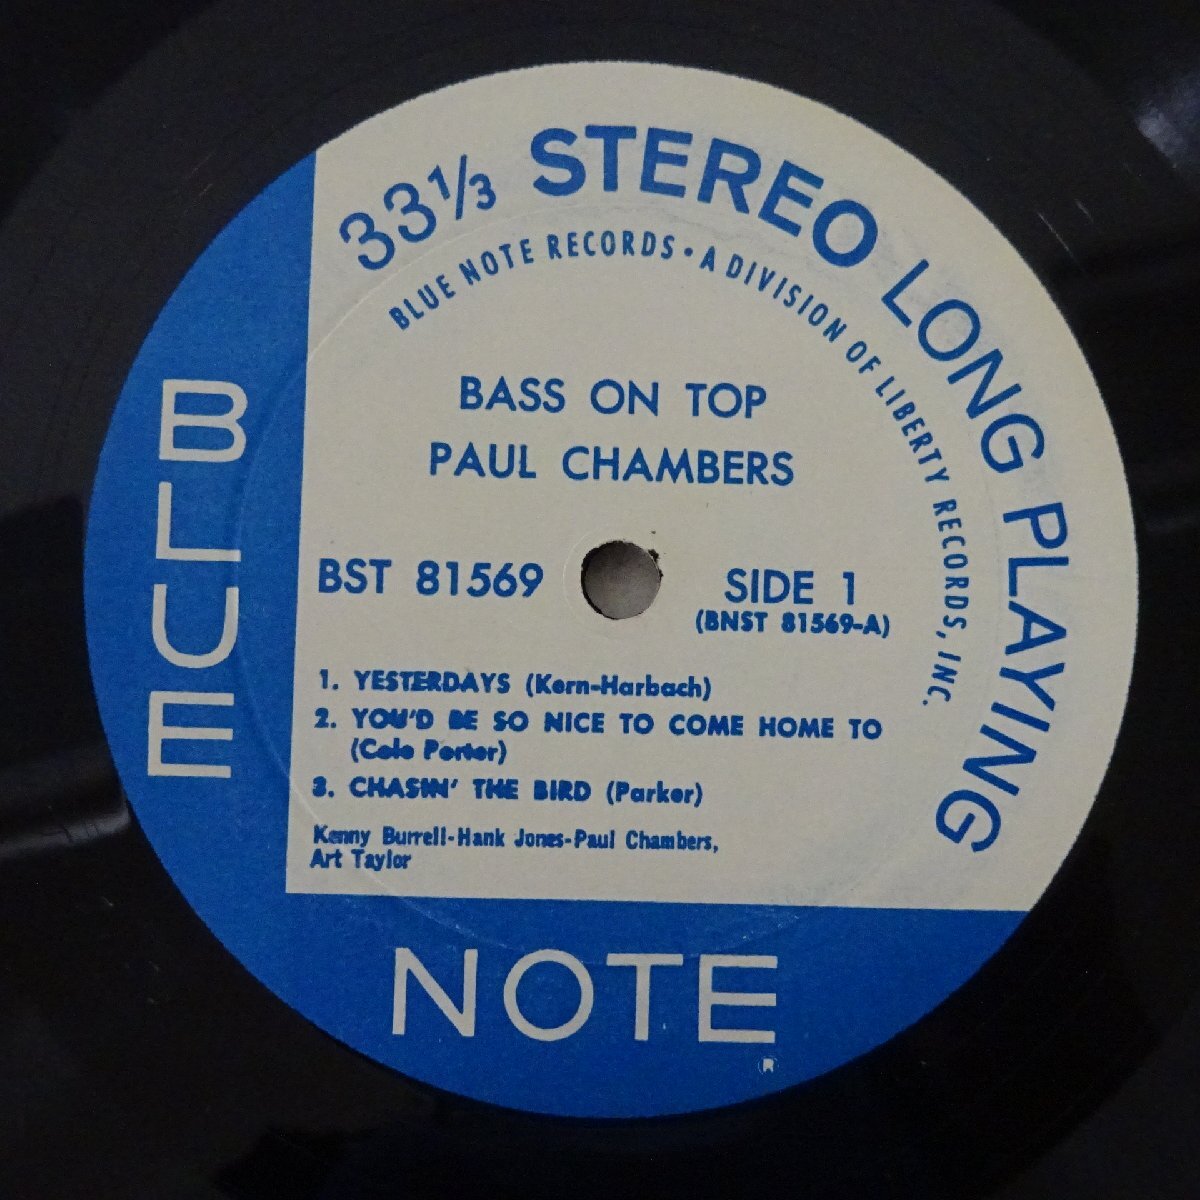 33⅓ STEREO LONG PLAYING
BLUE NOTE RECORDS • A DIVISION OF LIBERTY RECORDS, INC.
BASS ON TOP
PAUL CHAMBERS
BST 81569
SIDE 1
(BNST 81569-A)
1. YESTERDAYS (Kern-Harbach)
2. YOU'D BE SO NICE TO COME HOME TO
(Cole Porter)
3. CHASIN' THE BIRD (Parker)
Kenny Burrell-Hank Jones-Paul Chambers,
Art Taylor
BLUE
NOTE
®